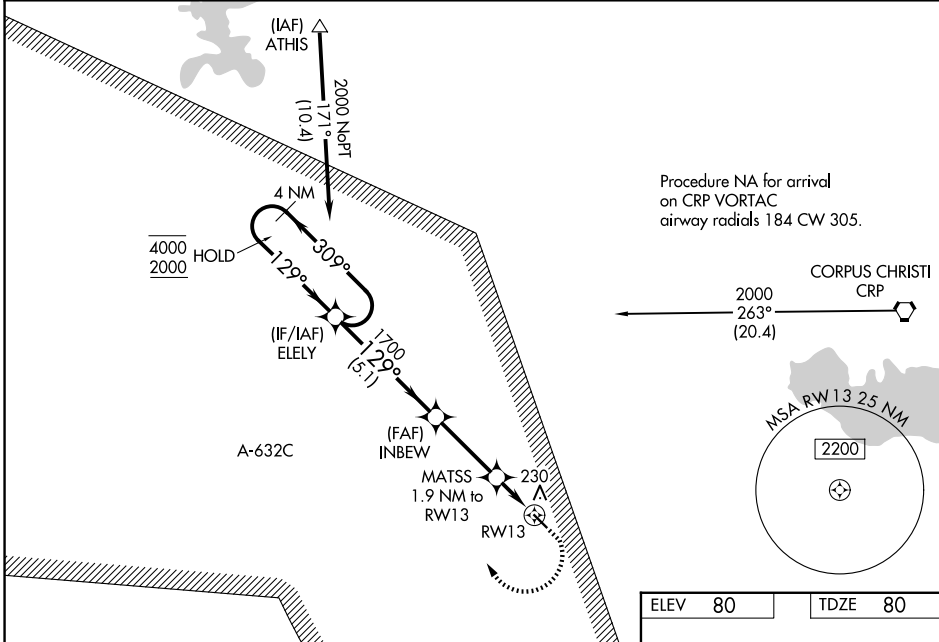 (IAF)
ATHIS
2000 NoPT
171°
(10.4)
4 NM
4000
2000
HOLD
309°
129°
(IF/IAF)
ELELY
1700
129°
(5.1)
(FAF)
INBEW
A-632C
MATSS
1.9 NM to
RW13
230
RW13
Procedure NA for arrival
on CRP VORTAC
airway radials 184 CW 305.
CORPUS CHRISTI
CRP
2000
263°
(20.4)
MSA RW13 25 NM
2200
ELEV 80
TDZE 80